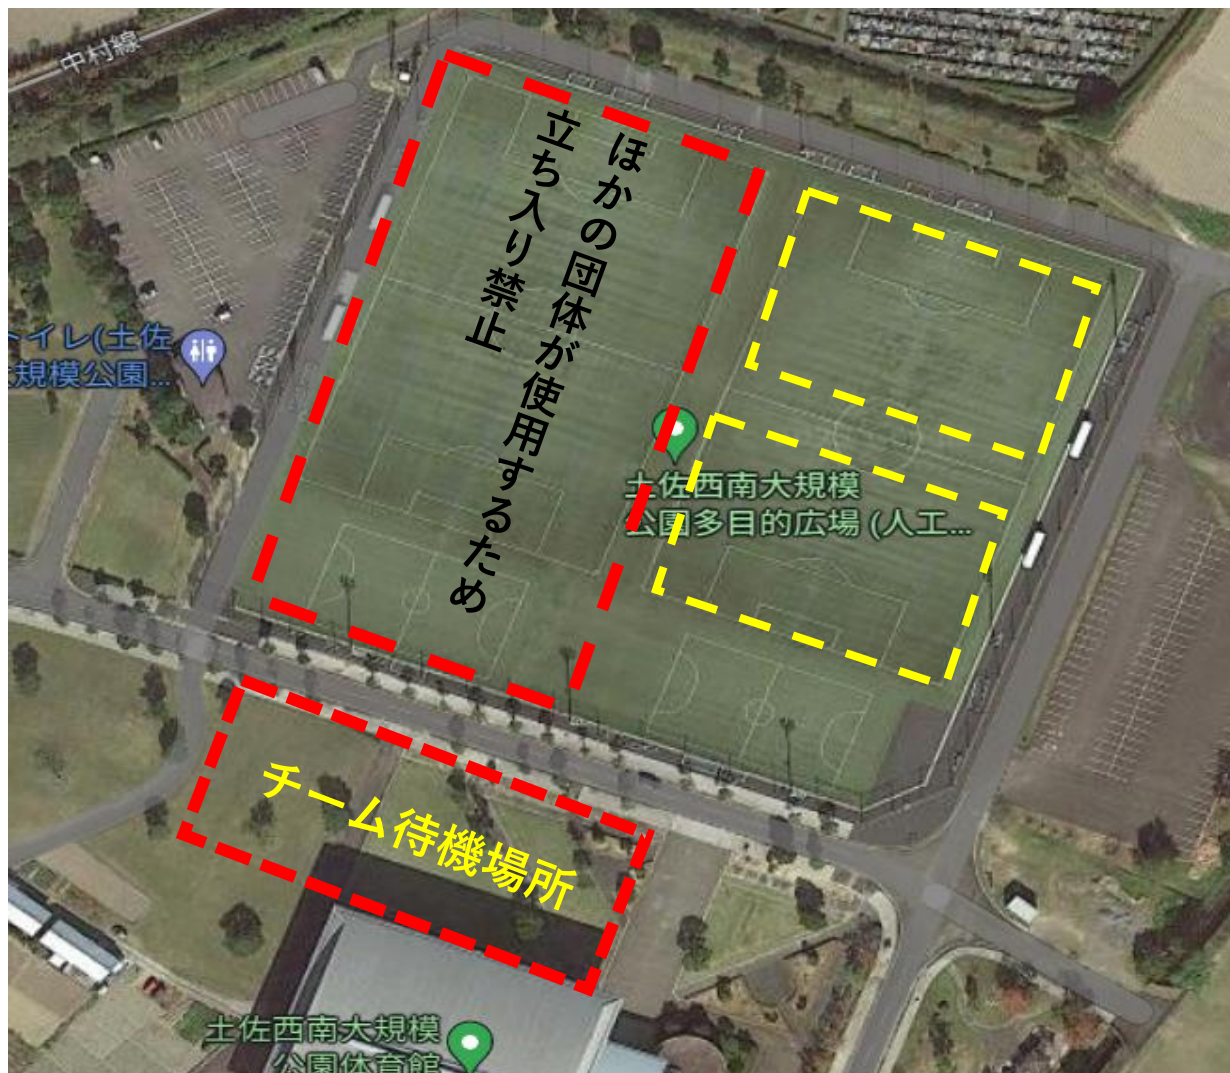 中村線
ほかの団体が使用するため
立ち入り禁止
トイレ(土佐
大規模公園...
土佐西南大規模
公園多目的広場 (人工...
チーム待機場所
土佐西南大規模
公園体育館